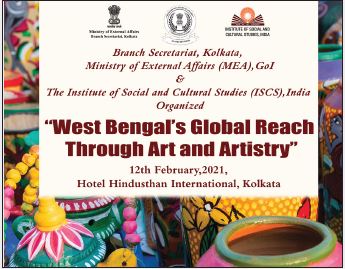 Ministry of External Affairs
Branch Secretariat, Kolkata
INSTITUTE OF SOCIAL AND
CULTURAL STUDIES, INDIA
Branch Secretariat, Kolkata,
Ministry of External Affairs (MEA),GoI
&
The Institute of Social and Cultural Studies (ISCS),India
Organized
“West Bengal's Global Reach
Through Art and Artistry”
12th February,2021,
Hotel Hindusthan International, Kolkata